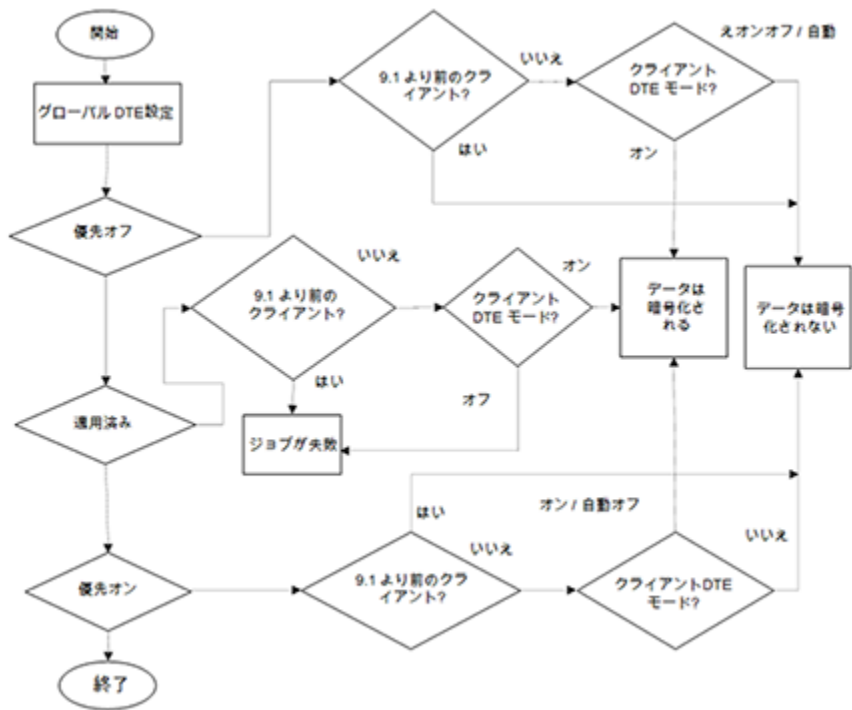 開始
グローバル DTE 設定
優先オフ
適用済み
優先オン
終了
9.1 より前のクラ
イアント?
いいえ
はい
クライアント
DTE モード?
えオンオフ / 自動
オン
9.1 より前の
クライアント?
いいえ
はい
クライアント
DTE モード?
オン
オフ
ジョブが失敗
データは
暗号化さ
れる
データは暗号
化されない
はい
9.1 より前のクラ
イアント?
いいえ
オン / 自動オフ
クライアントDTE
モード?
いいえ